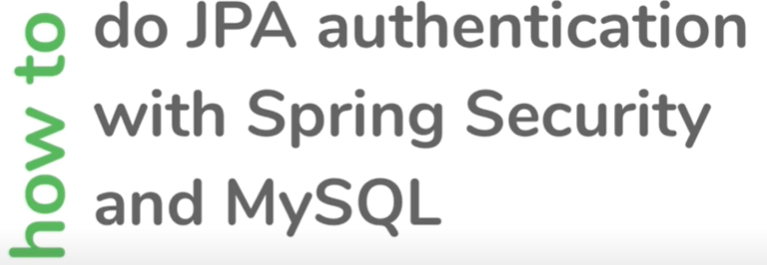 how to
do JPA authentication
with Spring Security
and MySQL